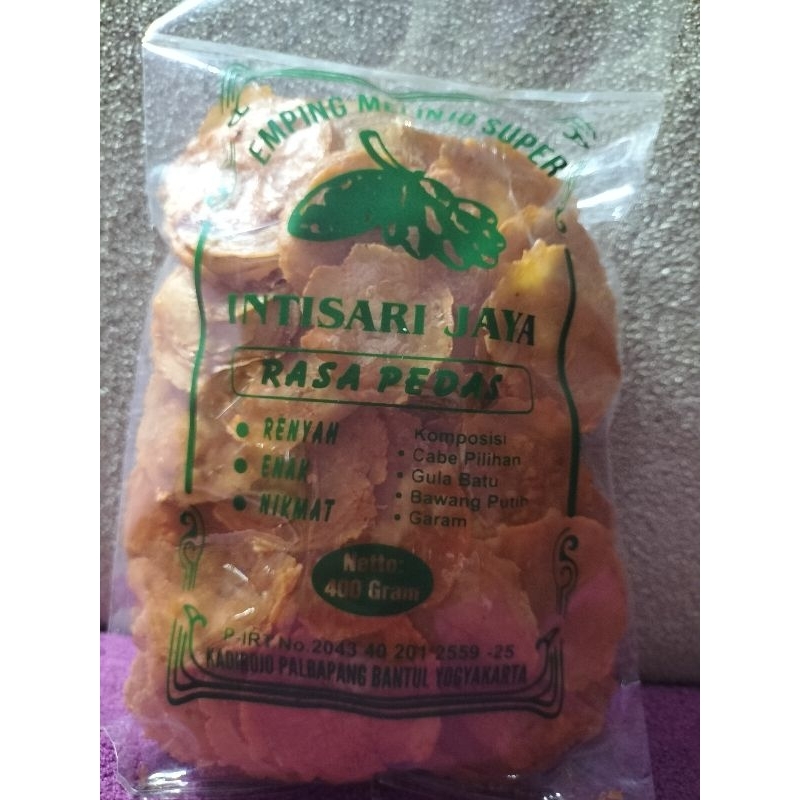 EMPING MELINJO SUPER
INTISARI JAYA
RASA PEDAS
• RENYAH
• ENAK
• NIKMAT
Komposisi
• Cabe Pilihan
• Gula Batu
• Bawang Putih
• Garam
Netto:
400 Gram
P-IRT No.2043 40 201 2559 -25
KADIROJO PALBAPANG BANTUL YOGYAKARTA